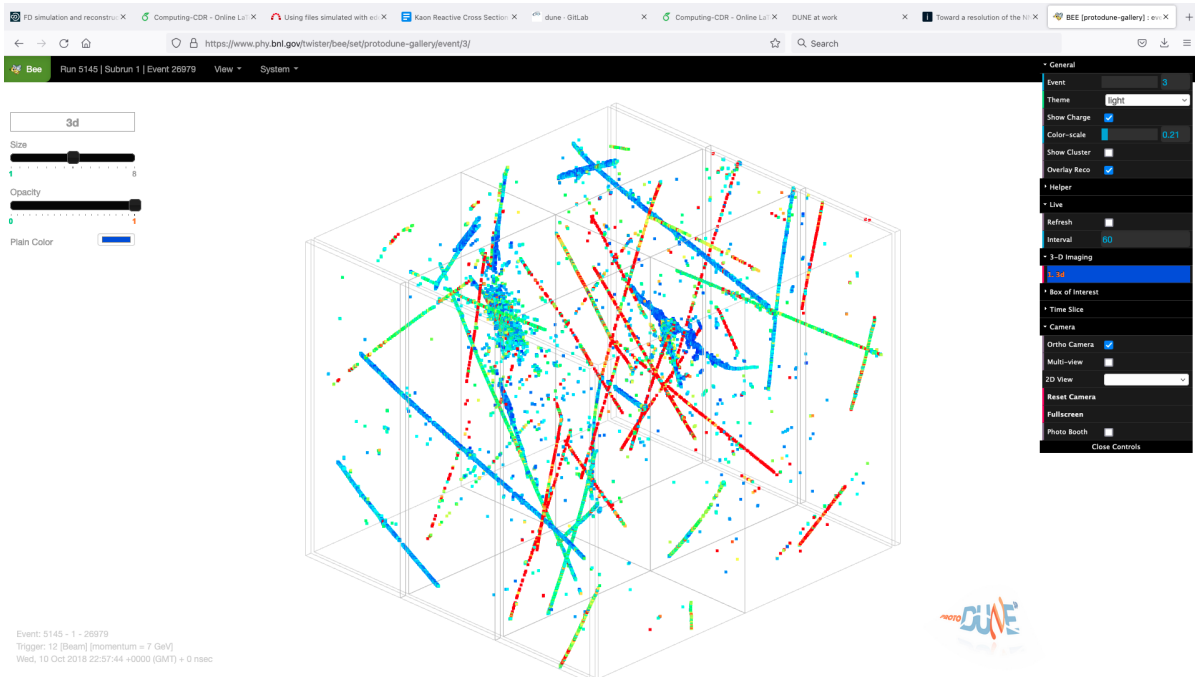 FD simulation and reconstruc
Computing-CDR - Online LaT
Using files simulated with edi
Kaon Reactive Cross Section
dune - GitLab
Computing-CDR - Online LaT
DUNE at work
Toward a resolution of the
BEE [protodune-gallery] : eve
https://www.phy.bnl.gov/twister/bee/set/protodune-gallery/event/3/
Search
Bee
Run 5145 | Subrun 1 | Event 26979
View
System
3d
Size
1
8
Opacity
0
1
Plain Color
General
Event 3
Theme light
Show Charge
Color-scale 0.21
Show Cluster
Overlay Reco
Helper
Live
Refresh
Interval 60
3-D Imaging
1. 3d
Box of Interest
Time Slice
Camera
Ortho Camera
Multi-view
2D View
Reset Camera
Fullscreen
Photo Booth
Close Controls
PROTO DUNE
Event: 5145 - 1 - 26979
Trigger: 12 [Beam] [momentum = 7 GeV]
Wed, 10 Oct 2018 22:57:44 +0000 (GMT) + 0 nsec